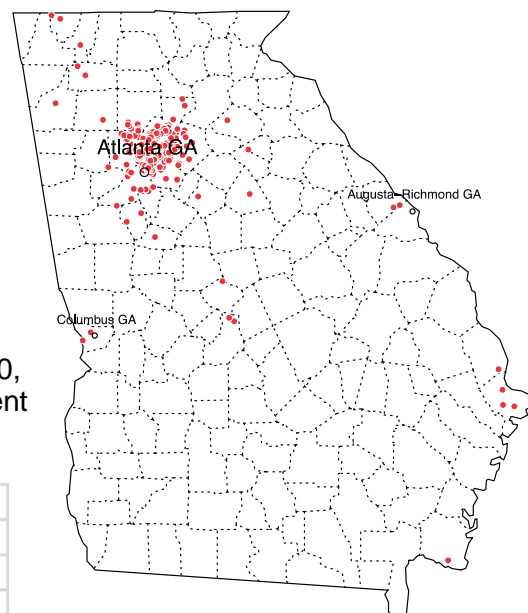 Atlanta GA
Augusta−Richmond GA
Columbus GA
0,
ent